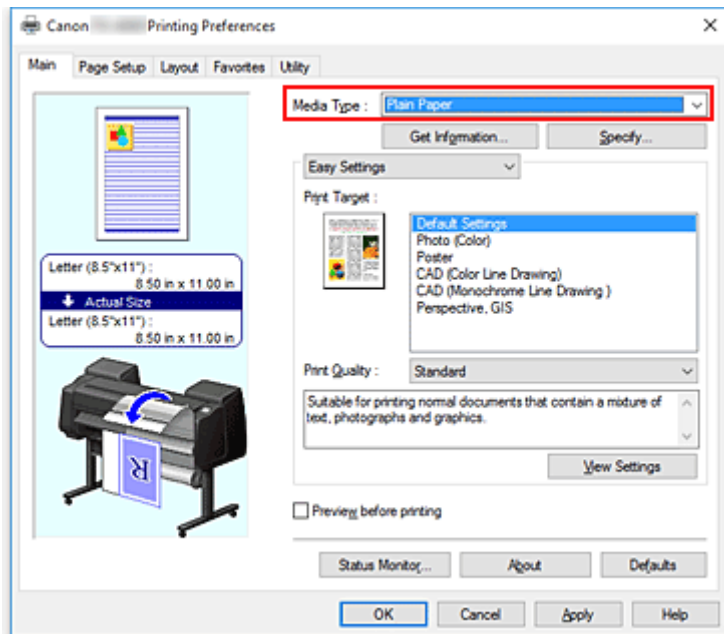 Canon Printing Preferences
Main Page Setup Layout Favorites Utility
Media Type : Plain Paper
Get Information... Specify...
Easy Settings
Print Target :
Default Settings
Photo (Color)
Poster
CAD (Color Line Drawing)
CAD (Monochrome Line Drawing )
Perspective, GIS
Letter (8.5"x11") :
8.50 in x 11.00 in
Actual Size
Letter (8.5"x11") :
8.50 in x 11.00 in
R
Print Quality : Standard
Suitable for printing normal documents that contain a mixture of
text, photographs and graphics.
View Settings
Preview before printing
Status Monitor... About Defaults
OK Cancel Apply Help